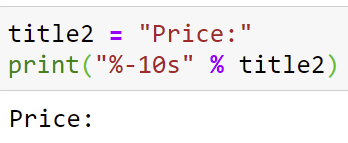 title2 = "Price:"
print("%-10s" % title2)
Price: